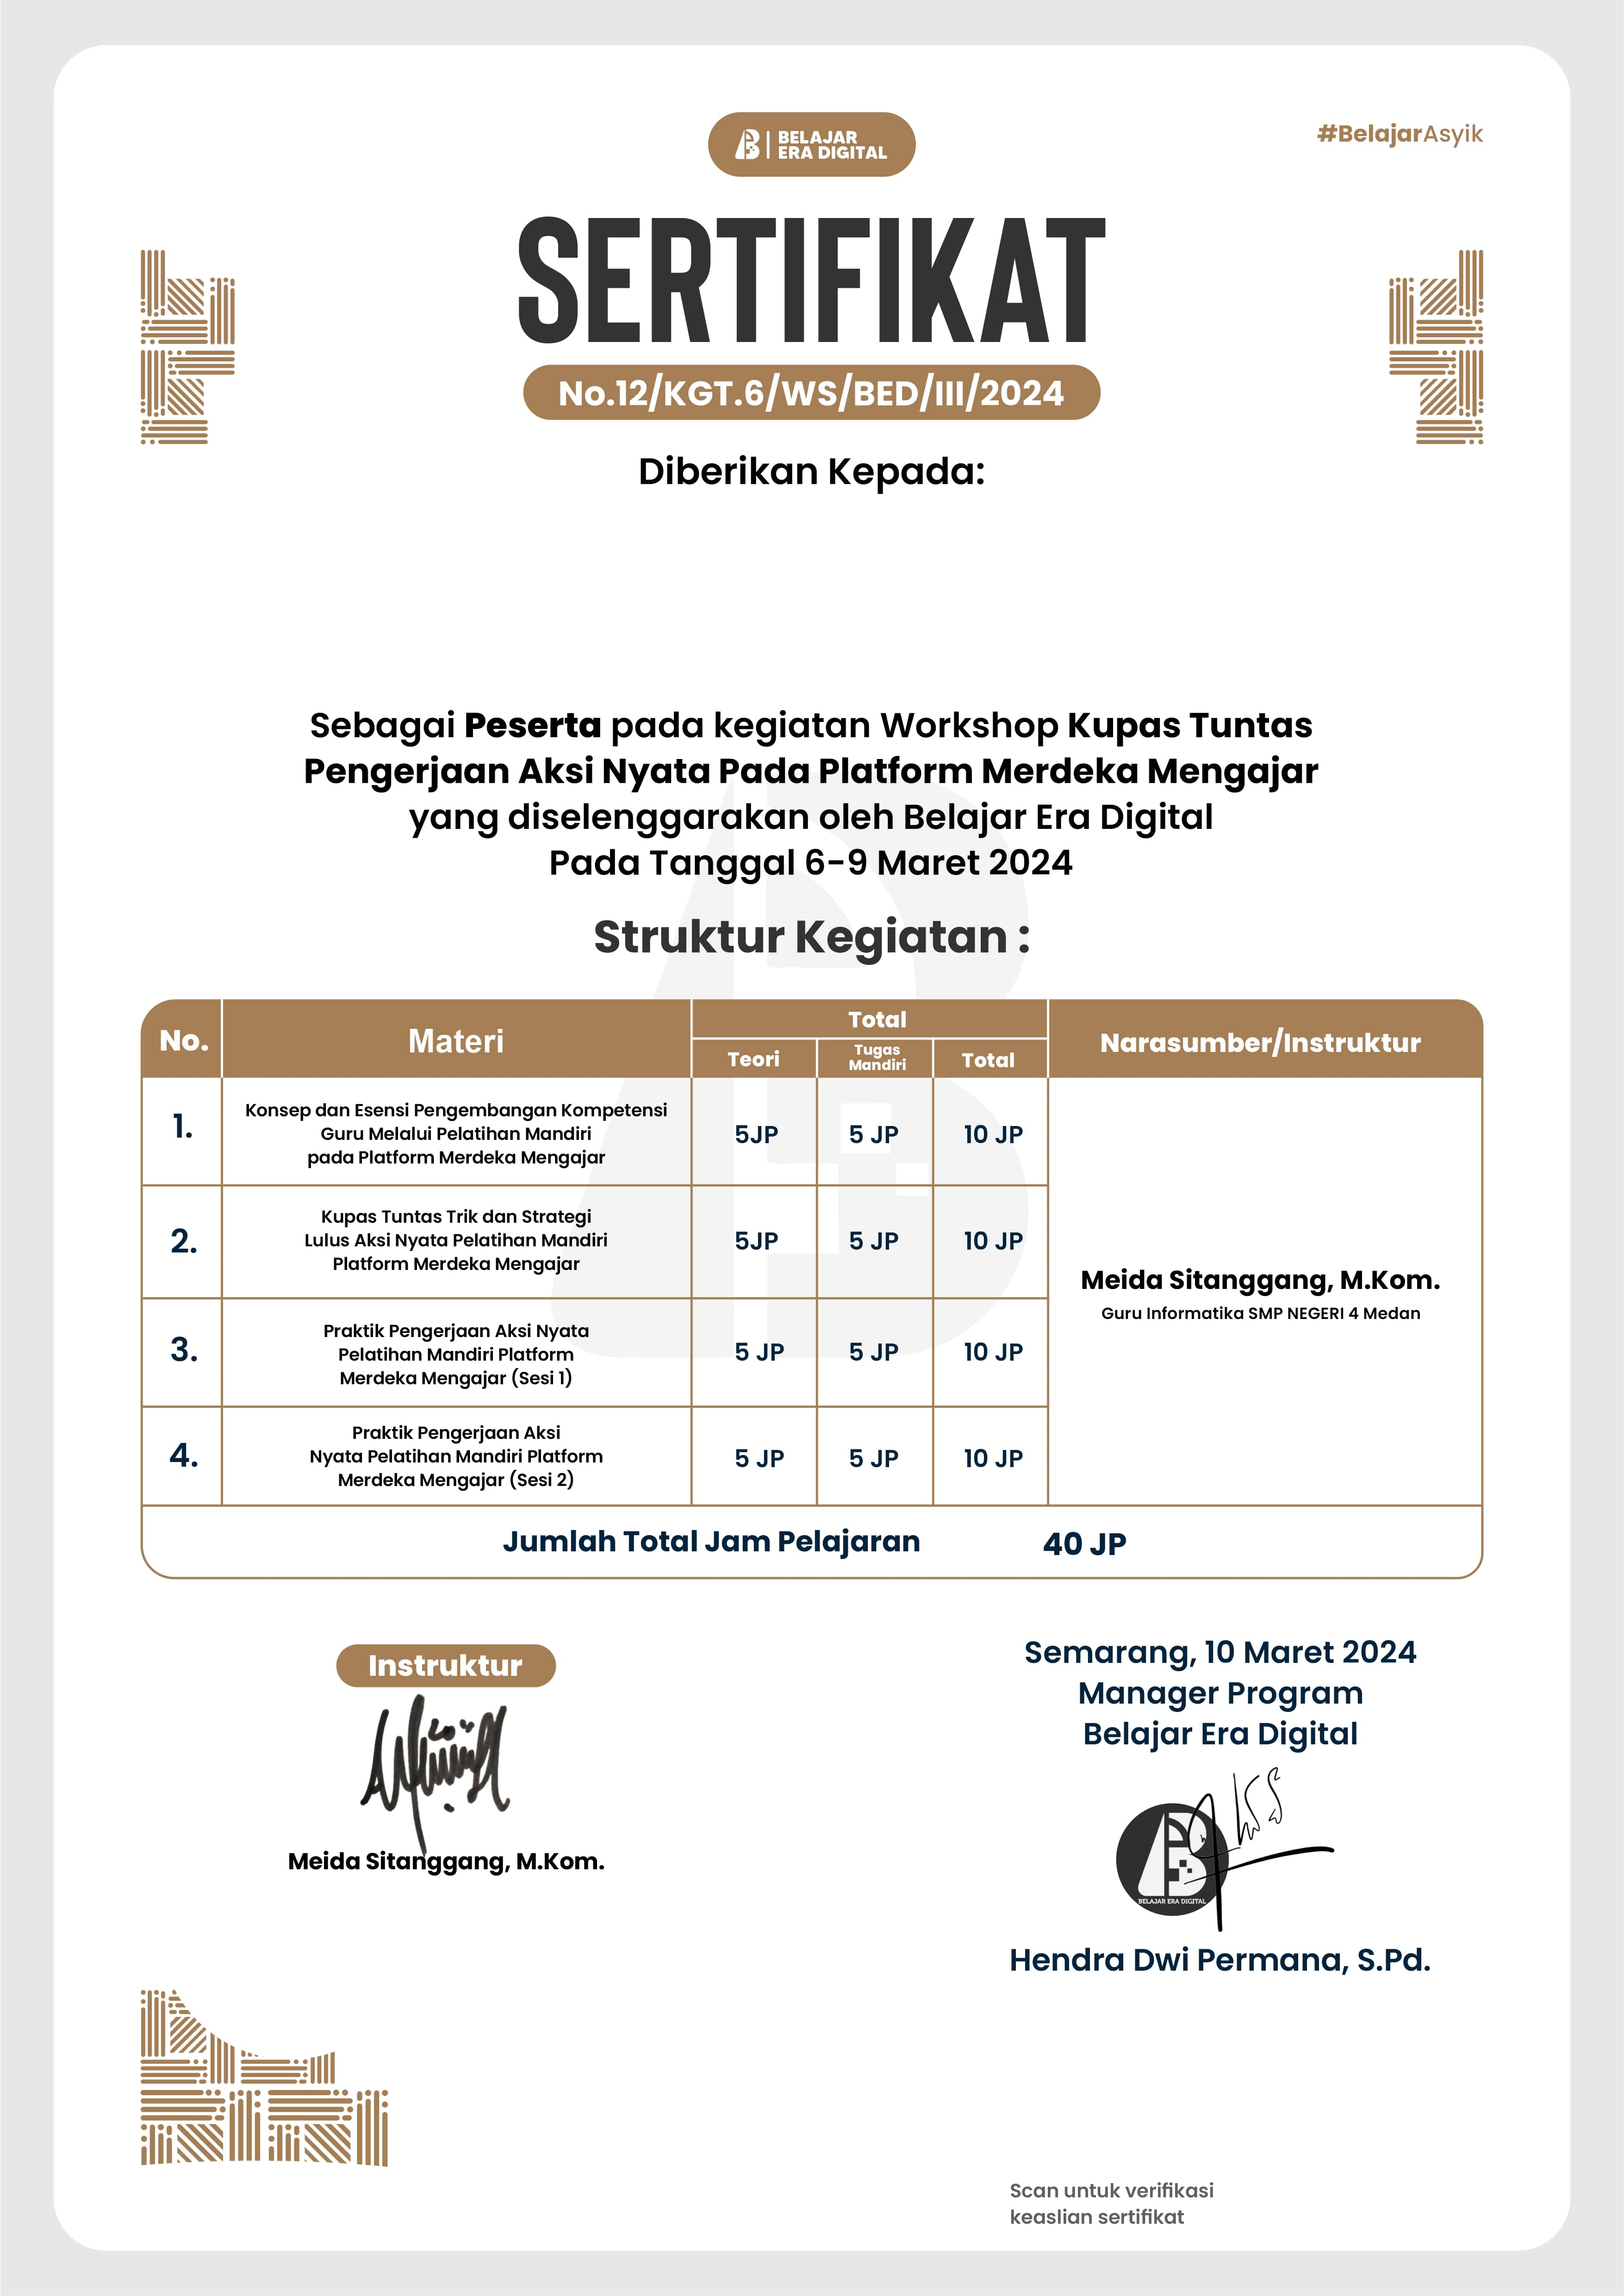 BELAJAR
ERA DIGITAL
#BelajarAsyik
SERTIFIKAT
No.12/KGT.6/WS/BED/III/2024
Diberikan Kepada:
Sebagai Peserta pada kegiatan Workshop Kupas Tuntas
Pengerjaan Aksi Nyata Pada Platform Merdeka Mengajar
yang diselenggarakan oleh Belajar Era Digital
Pada Tanggal 6-9 Maret 2024
Struktur Kegiatan :
No. Materi Total Narasumber/Instruktur
Teori Tugas Mandiri Total
1. Konsep dan Esensi Pengembangan Kompetensi
Guru Melalui Pelatihan Mandiri
pada Platform Merdeka Mengajar
5JP 5 JP 10 JP
2. Kupas Tuntas Trik dan Strategi
Lulus Aksi Nyata Pelatihan Mandiri
Platform Merdeka Mengajar
5JP 5 JP 10 JP
Meida Sitanggang, M.Kom.
Guru Informatika SMP NEGERI 4 Medan
3. Praktik Pengerjaan Aksi Nyata
Pelatihan Mandiri Platform
Merdeka Mengajar (Sesi 1)
5 JP 5 JP 10 JP
4. Praktik Pengerjaan Aksi
Nyata Pelatihan Mandiri Platform
Merdeka Mengajar (Sesi 2)
5 JP 5 JP 10 JP
Jumlah Total Jam Pelajaran 40 JP
Instruktur
Meida Sitanggang, M.Kom.
Semarang, 10 Maret 2024
Manager Program
Belajar Era Digital
BELAJAR ERA DIGITAL
Hendra Dwi Permana, S.Pd.
Scan untuk verifikasi
keaslian sertifikat